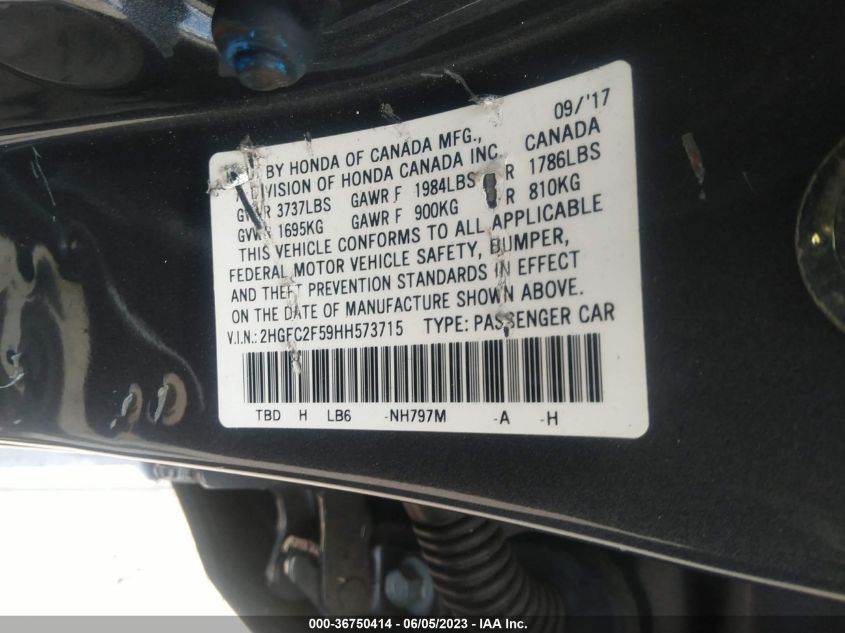 BY HONDA OF CANADA MFG., 09/'17
DIVISION OF HONDA CANADA INC. CANADA
GVWR 3737LBS GAWR F 1984LBS R 1786LBS
GVWR 1695KG GAWR F 900KG R 810KG
THIS VEHICLE CONFORMS TO ALL APPLICABLE
FEDERAL MOTOR VEHICLE SAFETY, BUMPER,
AND THEFT PREVENTION STANDARDS IN EFFECT
ON THE DATE OF MANUFACTURE SHOWN ABOVE.
V.I.N.: 2HGFC2F59HH573715 TYPE: PASSENGER CAR
TBD H LB6 -NH797M -A -H
000-36750414 - 06/05/2023 - IAA Inc.